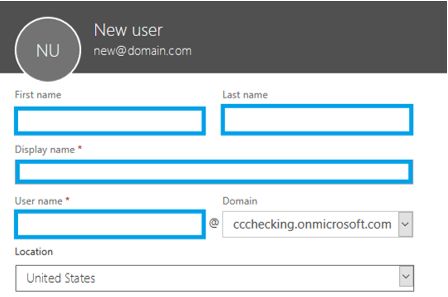 NU
New user
new@domain.com
First name Last name
Display name *
User name * Domain
@ ccchecking.onmicrosoft.com
Location
United States